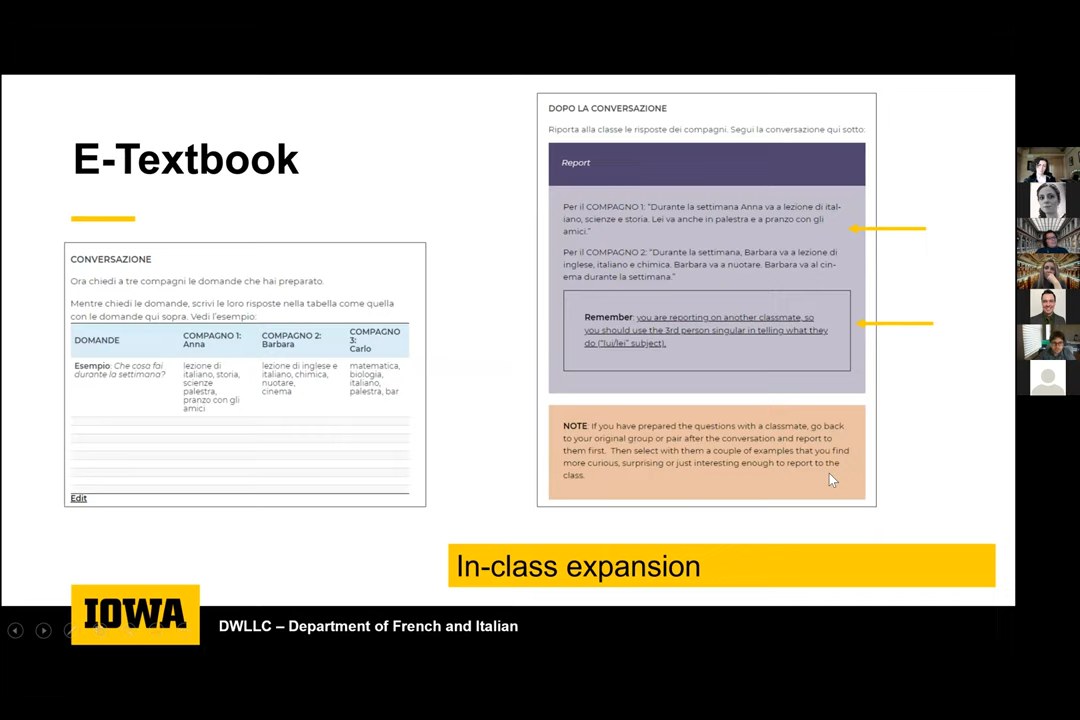 E-Textbook
CONVERSAZIONE
Ora chiedi a tre compagni le domande che hai preparato.
Mentre chiedi le domande, scrivi le loro risposte nella tabella come quella
con le domande qui sopra. Vedi l'esempio:
DOMANDE
COMPAGNO 1:
Anna
COMPAGNO 2:
Barbara
COMPAGNO
3:
Carlo
Esempio: Che cosa fai
durante la settimana?
lezione di
italiano, storia,
scienze
palestra,
pranzo con gli
amici
lezione di inglese e
italiano, chimica,
nuotare,
cinema
matematica,
biologia,
italiano,
palestra, bar
Edit
DOPO LA CONVERSAZIONE
Riporta alla classe le risposte dei compagni. Segui la conversazione qui sotto:
Report
Per il COMPAGNO 1: "Durante la settimana Anna va a lezione di ital-
iano, scienze e storia. Lei va anche in palestra e a pranzo con gli
amici."
Per il COMPAGNO 2: "Durante la settimana, Barbara va a lezione di
inglese, italiano e chimica. Barbara va a nuotare. Barbara va al cin-
ema durante la settimana."
Remember: you are reporting on another classmate, so
you should use the 3rd person singular in telling what they
do ("lui/lei" subject).
NOTE: If you have prepared the questions with a classmate, go back
to your original group or pair after the conversation and report to
them first. Then select with them a couple of examples that you find
more curious, surprising or just interesting enough to report to the
class.
In-class expansion
IOWA
DWLLC – Department of French and Italian